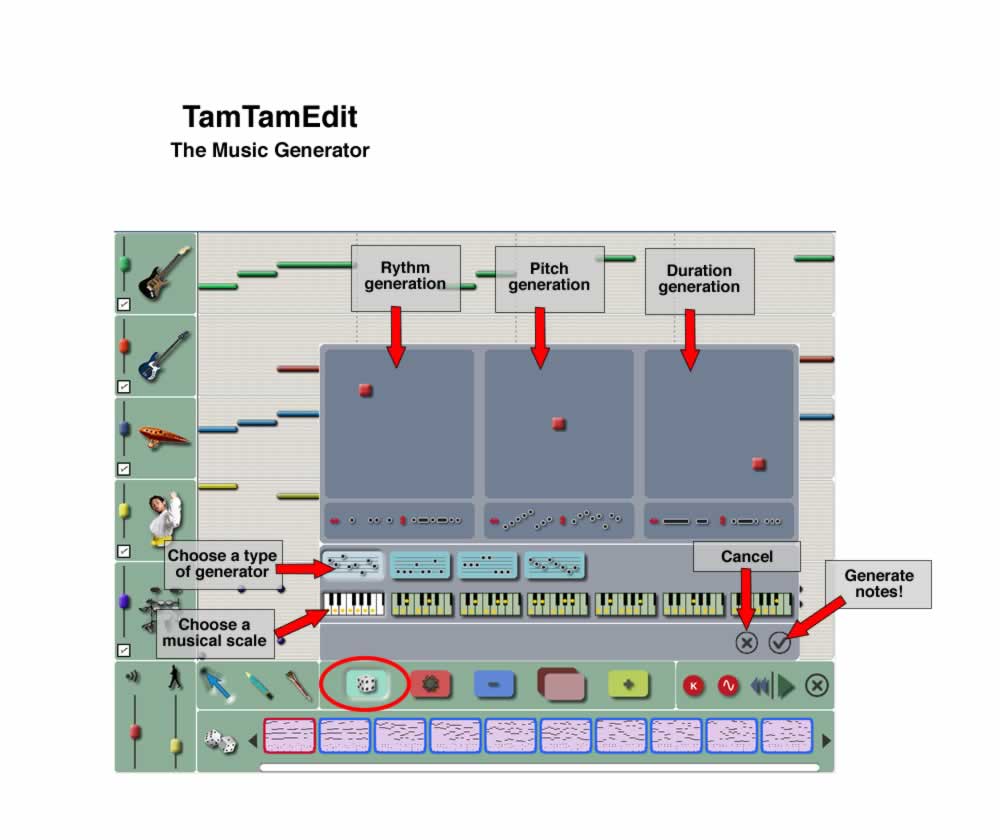 TamTamEdit
The Music Generator
Rythm
generation
Pitch
generation
Duration
generation
Choose a type
of generator
Cancel
Generate
notes!
Choose a
musical scale
K